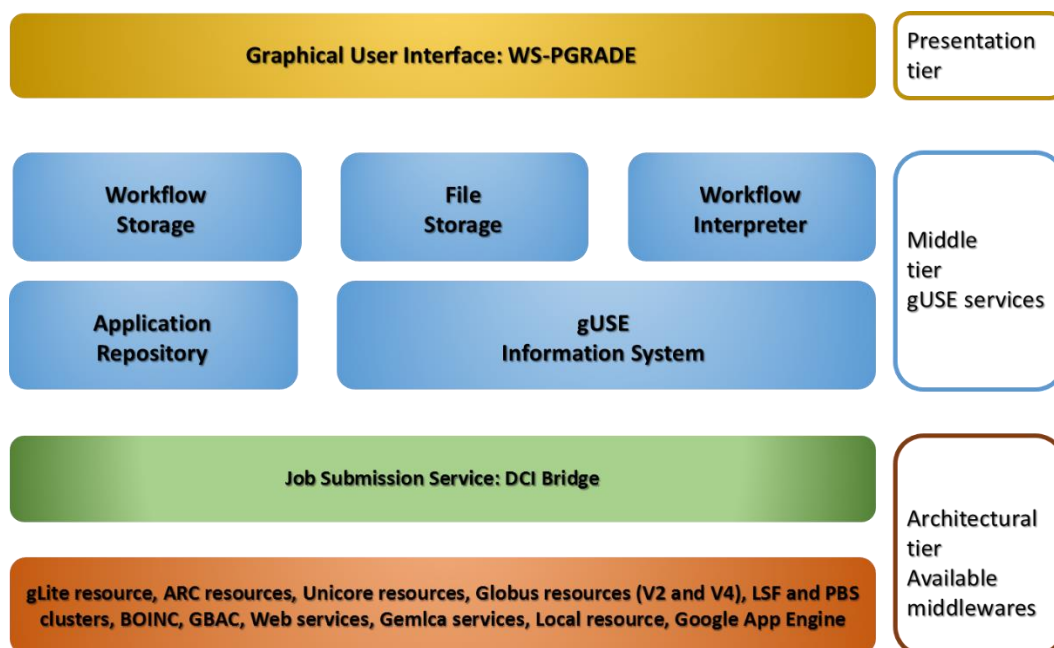 Graphical User Interface: WS-PGRADE
Presentation
tier
Workflow
Storage
File
Storage
Workflow
Interpreter
Application
Repository
gUSE
Information System
Middle
tier
gUSE services
Job Submission Service: DCI Bridge
gLite resource, ARC resources, Unicore resources, Globus resources (V2 and V4), LSF and PBS
clusters, BOINC, GBAC, Web services, Gemlca services, Local resource, Google App Engine
Architectural
tier
Available
middlewares